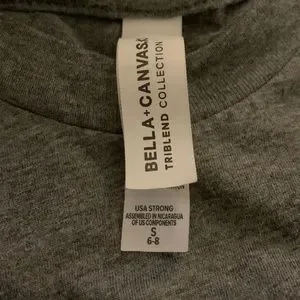 BELLA+CANVAS.
TRIBLEND COLLECTION
USA STRONG
ASSEMBLED IN NICARAGUA
OF US COMPONENTS
S
6-8